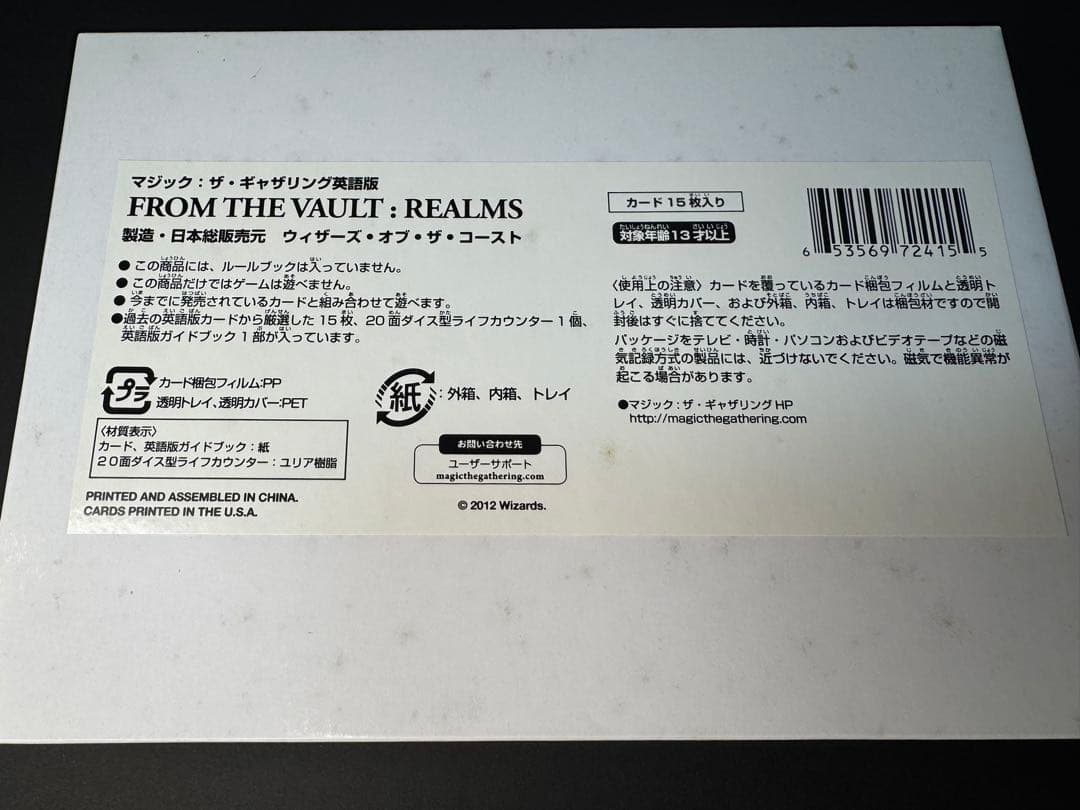 マジック：ザ・ギャザリング英語版
FROM THE VAULT : REALMS
製造・日本総販売元　ウィザーズ・オブ・ザ・コースト
●この商品には、ルールブックは入っていません。
●この商品だけではゲームは遊べません。
●今までに発売されているカードと組み合わせて遊べます。
●過去の英語版カードから厳選した15枚、20面ダイス型ライフカウンター1個、
英語版ガイドブック1部が入っています。
プラ
カード梱包フィルム:PP
透明トレイ、透明カバー:PET
紙：外箱、内箱、トレイ
〈材質表示〉
カード、英語版ガイドブック：紙
20面ダイス型ライフカウンター：ユリア樹脂
お問い合わせ先
ユーザーサポート
magicthegathering.com
PRINTED AND ASSEMBLED IN CHINA.
CARDS PRINTED IN THE U.S.A.
© 2012 Wizards.
カード15枚入り
対象年齢13才以上
6 53569 72415 5
〈使用上の注意〉カードを覆っているカード梱包フィルムと透明ト
レイ、透明カバー、および外箱、内箱、トレイは梱包材ですので開
封後はすぐに捨ててください。
パッケージをテレビ・時計・パソコンおよびビデオテープなどの磁
気記録方式の製品には、近づけないでください。磁気で機能異常が
起こる場合があります。
●マジック：ザ・ギャザリングHP
http://magicthegathering.com